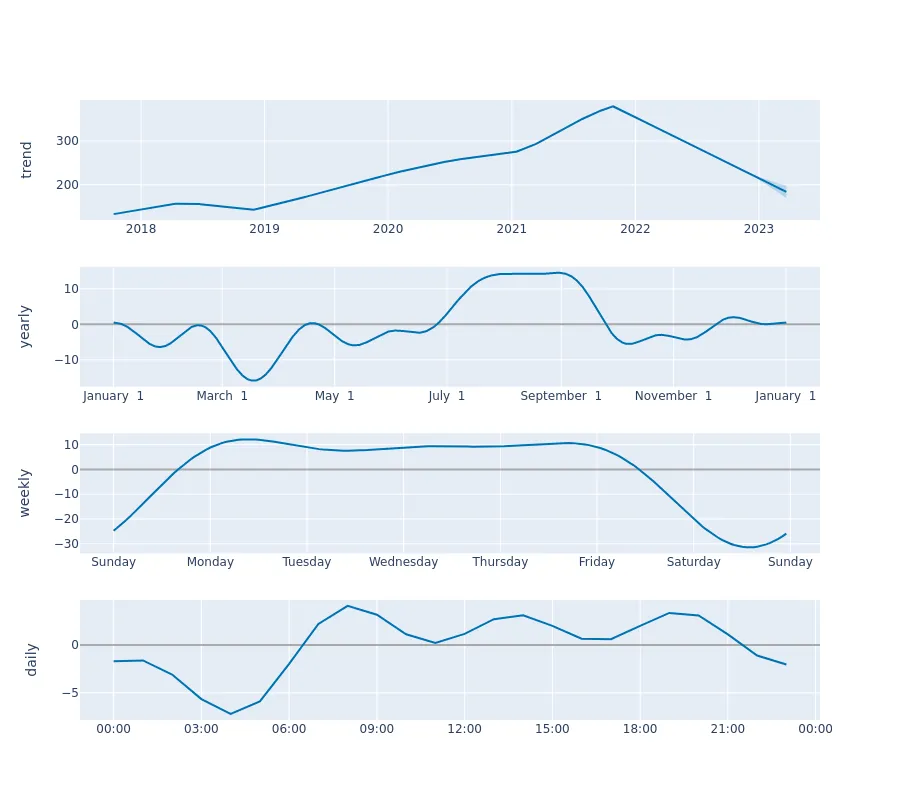 trend
300
200
2018 2019 2020 2021 2022 2023
yearly
10
0
−10
January 1 March 1 May 1 July 1 September 1 November 1 January 1
weekly
10
0
−10
−20
−30
Sunday Monday Tuesday Wednesday Thursday Friday Saturday Sunday
daily
0
−5
00:00 03:00 06:00 09:00 12:00 15:00 18:00 21:00 00:00